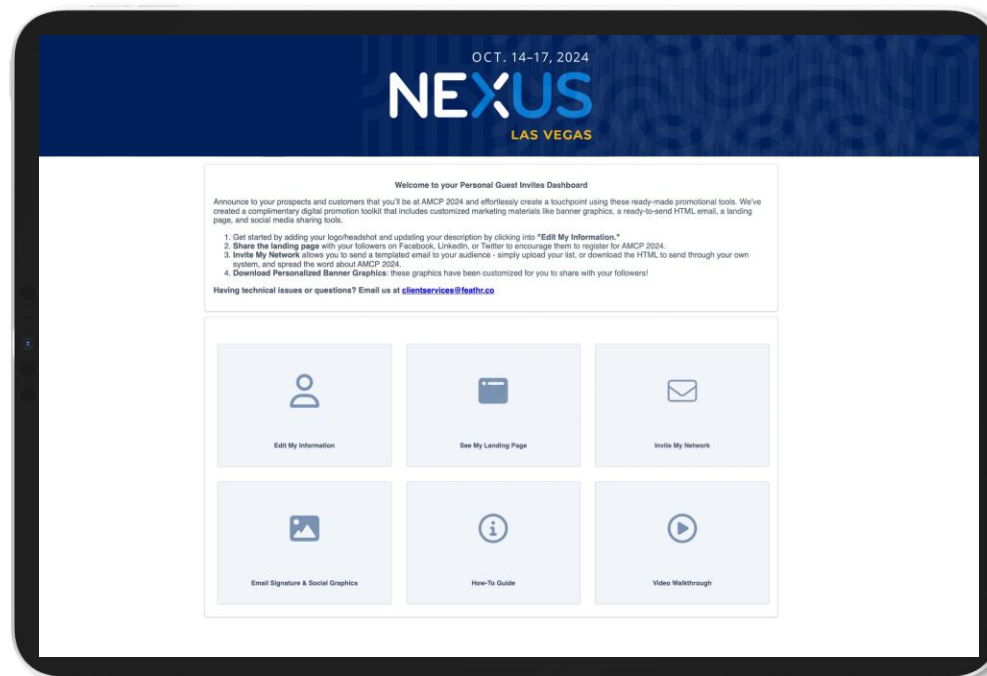 OCT. 14–17, 2024
NEXUS
LAS VEGAS
Welcome to your Personal Guest Invites Dashboard
Announce to your prospects and customers that you'll be at AMCP 2024 and effortlessly create a touchpoint using these ready-made promotional tools. We've
created a complimentary digital promotion toolkit that includes customized marketing materials like banner graphics, a ready-to-send HTML email, a landing
page, and social media sharing tools.
1. Get started by adding your logo/headshot and updating your description by clicking into "Edit My Information."
2. Share the landing page with your followers on Facebook, LinkedIn, or Twitter to encourage them to register for AMCP 2024.
3. Invite My Network allows you to send a templated email to your audience - simply upload your list, or download the HTML to send through your own
system, and spread the word about AMCP 2024.
4. Download Personalized Banner Graphics: these graphics have been customized for you to share with your followers!
Having technical issues or questions? Email us at clientservices@feathr.co
Edit My Information
See My Landing Page
Invite My Network
Email Signature & Social Graphics
How-To Guide
Video Walkthrough